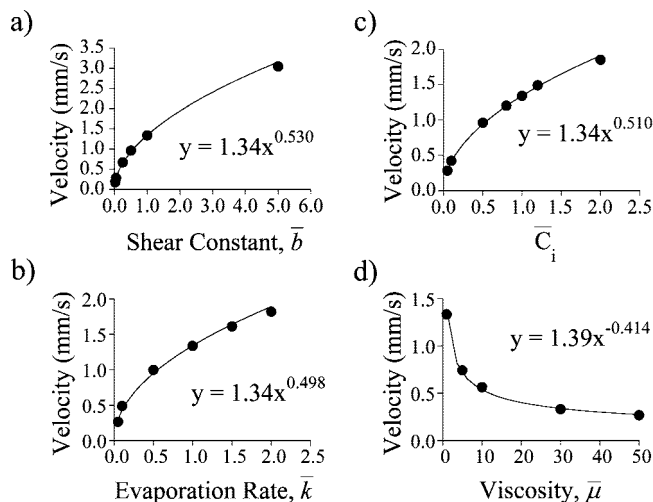 a)
Velocity (mm/s)
3.5
3.0
2.5
2.0
1.5
1.0
0.5
0.0
y = 1.34x^0.530
0.0 1.0 2.0 3.0 4.0 5.0 6.0
Shear Constant, b̅
c)
Velocity (mm/s)
2.0
1.5
1.0
0.5
0.0
y = 1.34x^0.510
0.0 0.5 1.0 1.5 2.0 2.5
C̅ᵢ
b)
Velocity (mm/s)
2.0
1.5
1.0
0.5
0.0
y = 1.34x^0.498
0.0 0.5 1.0 1.5 2.0 2.5
Evaporation Rate, k̅
d)
Velocity (mm/s)
1.5
1.0
0.5
0.0
y = 1.39x^-0.414
0 10 20 30 40 50
Viscosity, μ̅